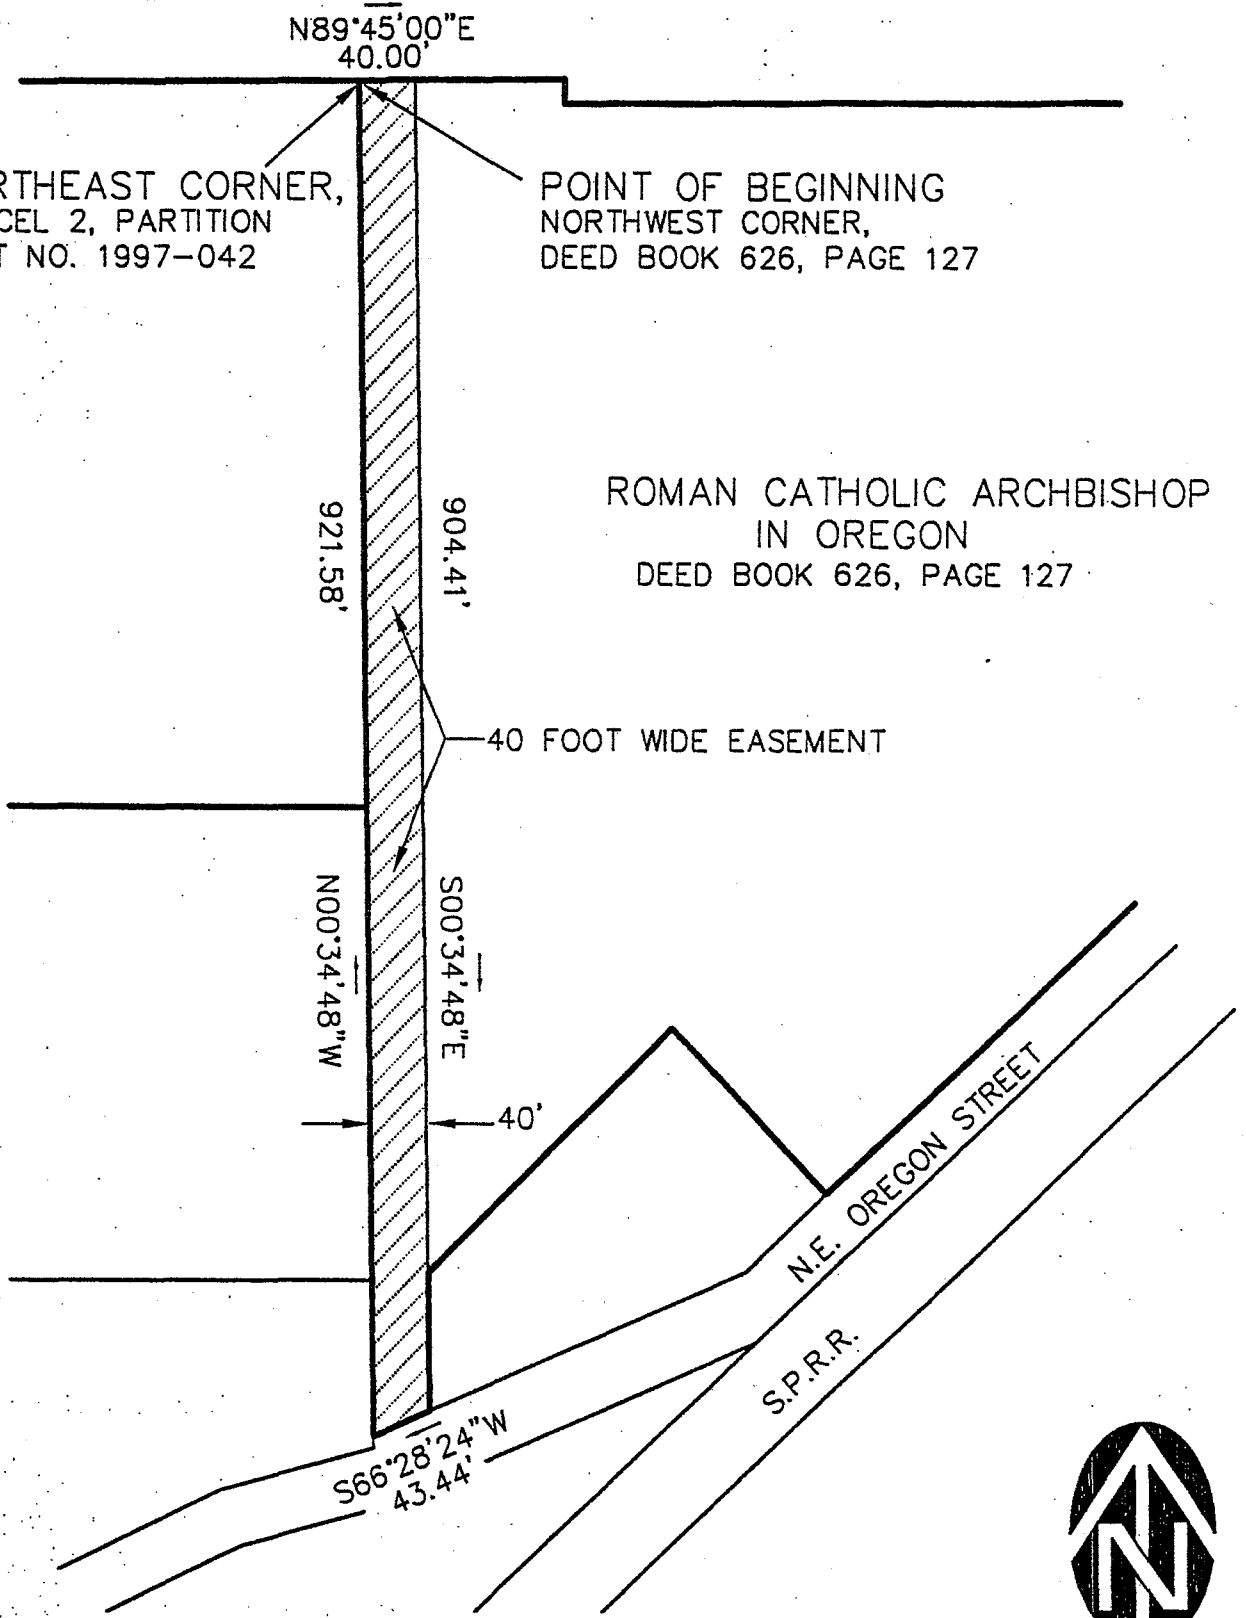 N89°45'00"E
40.00'
RTHEAST CORNER,
CEL 2, PARTITION
T NO. 1997-042
POINT OF BEGINNING
NORTHWEST CORNER,
DEED BOOK 626, PAGE 127
921.58'
904.41'
ROMAN CATHOLIC ARCHBISHOP
IN OREGON
DEED BOOK 626, PAGE 127
40 FOOT WIDE EASEMENT
N00°34'48"W
S00°34'48"E
40'
N.E. OREGON STREET
S.P.R.R.
S66°28'24"W
43.44'
N